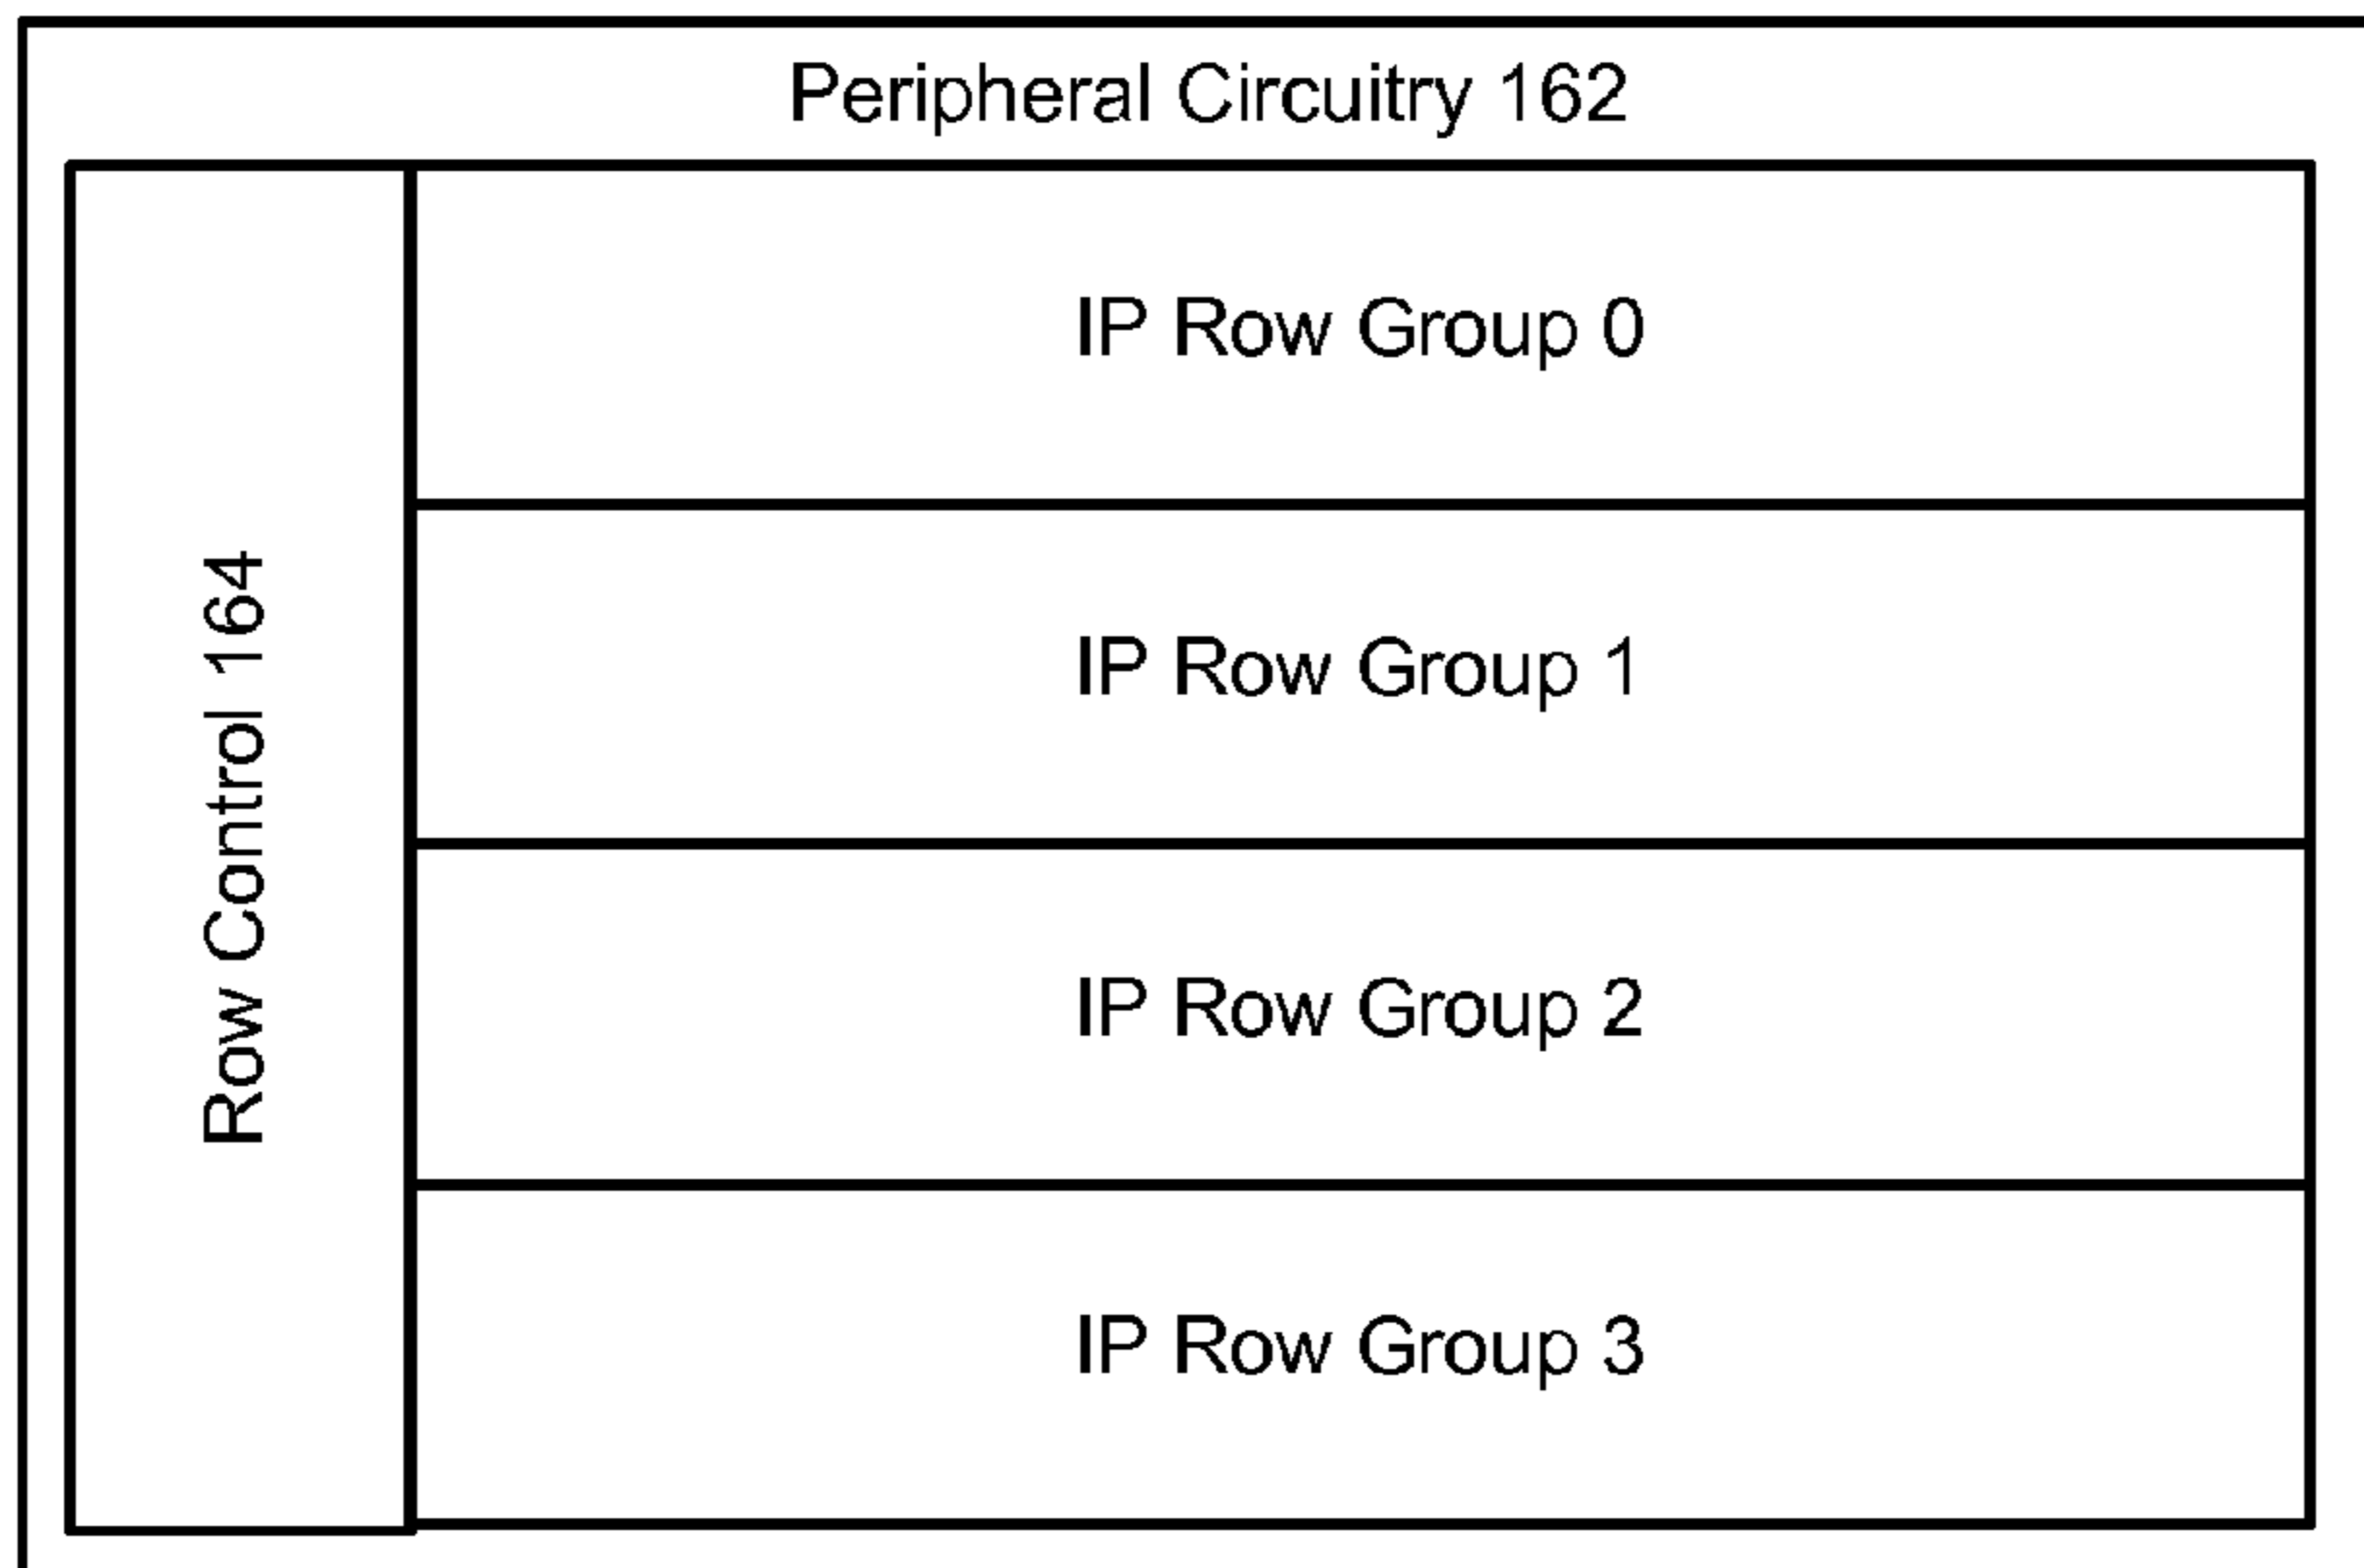 Peripheral Circuitry 162
Row Control 164
IP Row Group 0
IP Row Group 1
IP Row Group 2
IP Row Group 3